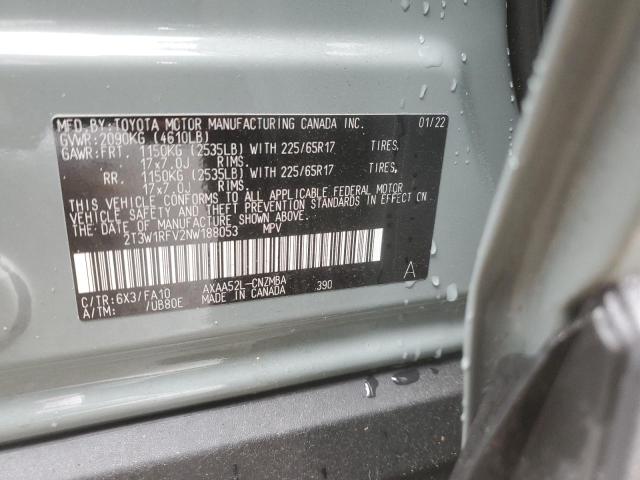 MFD.BY:TOYOTA MOTOR MANUFACTURING CANADA INC. 01/22
GVWR:2090KG (4610LB)
GAWR:FRT. 1150KG (2535LB) WITH 225/65R17 TIRES,
17x7.0J RIMS.
RR. 1150KG (2535LB) WITH 225/65R17 TIRES,
17x7.0J RIMS.
THIS VEHICLE CONFORMS TO ALL APPLICABLE FEDERAL MOTOR
VEHICLE SAFETY AND THEFT PREVENTION STANDARDS IN EFFECT ON
THE DATE OF MANUFACTURE SHOWN ABOVE.
2T3W1RFV2NW188053 MPV
C/TR:6X3/FA10 AXAA52L-CNZMBA 390 A
A/TM: /UB80E MADE IN CANADA